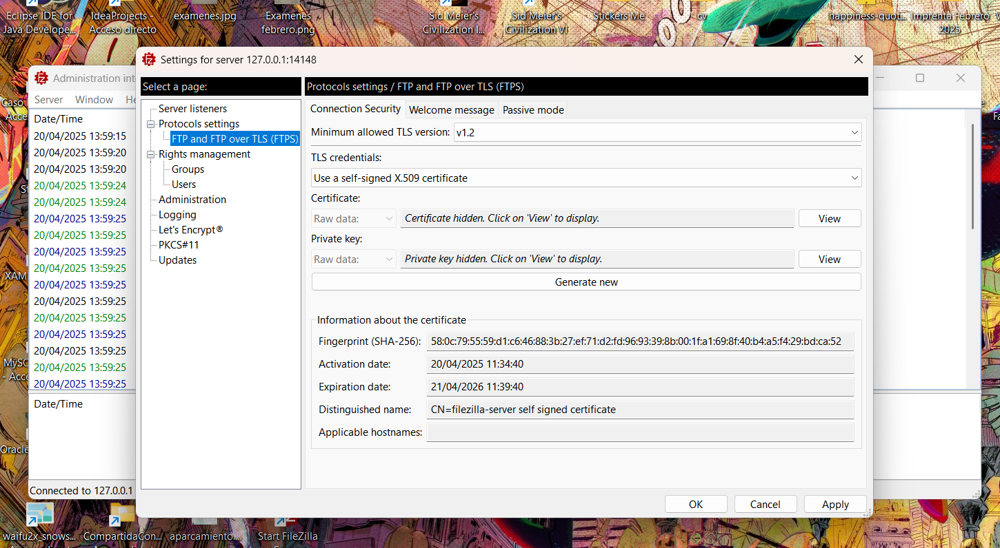 Eclipse IDE for
Java Develope...
IdeaProjects -
Acceso directo
examenes.jpg
Examenes
febrero.png
Sid Meier's
Civilization I...
Sid Meier's
Civilization VI
Stickers Me
cv
happiness-quot...
Imprenta Febrero
2025
Settings for server 127.0.0.1:14148
Administration int
Server Window He
Date/Time
20/04/2025 13:59:15
20/04/2025 13:59:20
20/04/2025 13:59:20
20/04/2025 13:59:24
20/04/2025 13:59:24
20/04/2025 13:59:25
20/04/2025 13:59:25
20/04/2025 13:59:25
20/04/2025 13:59:25
20/04/2025 13:59:25
20/04/2025 13:59:25
20/04/2025 13:59:25
20/04/2025 13:59:25
20/04/2025 13:59:25
20/04/2025 13:59:25
20/04/2025 13:59:25
Date/Time
Connected to 127.0.0.1
Caso
Acce
XAM
MySC
- Acce
Oracle
Select a page:
Server listeners
Protocols settings
FTP and FTP over TLS (FTPS)
Rights management
Groups
Users
Administration
Logging
Let's Encrypt®
PKCS#11
Updates
Protocols settings / FTP and FTP over TLS (FTPS)
Connection Security Welcome message Passive mode
Minimum allowed TLS version: v1.2
TLS credentials:
Use a self-signed X.509 certificate
Certificate:
Raw data: Certificate hidden. Click on 'View' to display. View
Private key:
Raw data: Private key hidden. Click on 'View' to display. View
Generate new
Information about the certificate
Fingerprint (SHA-256): 58:0c:79:55:59:d1:c6:46:88:3b:27:ef:71:d2:fd:96:93:39:8b:00:1f:a1:69:8f:40:b4:a5:f4:29:bd:ca:52
Activation date: 20/04/2025 11:34:40
Expiration date: 21/04/2026 11:39:40
Distinguished name: CN=filezilla-server self signed certificate
Applicable hostnames:
OK Cancel Apply
waifu2x_snows...
CompartidaCon...
aparcamiento...
Start FileZilla